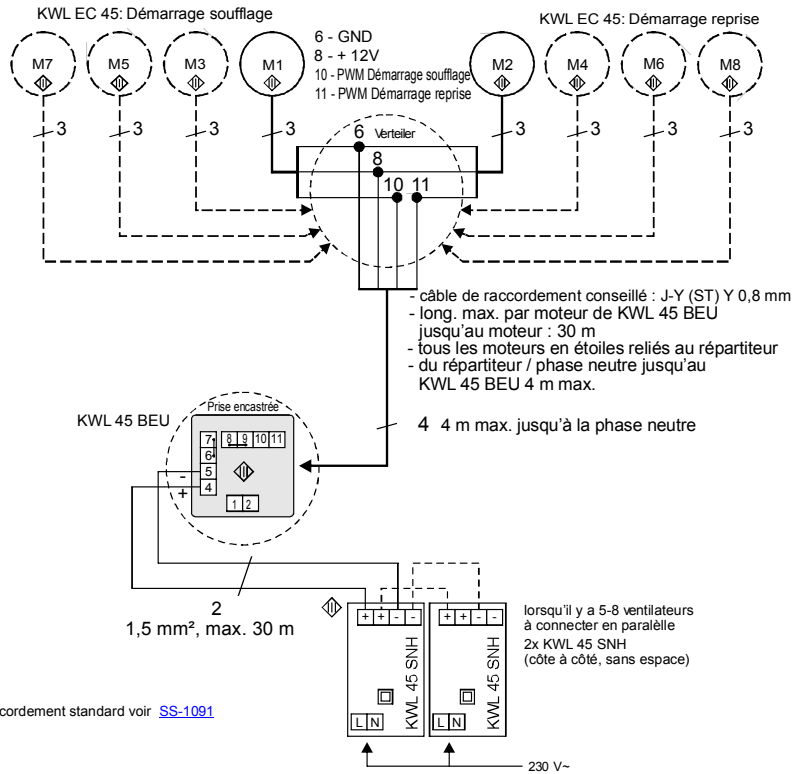 KWL EC 45: Démarrage soufflage
KWL EC 45: Démarrage reprise
6 - GND
8 - + 12V
10 - PWM Démarrage soufflage
11 - PWM Démarrage reprise
M7 M5 M3 M1 M2 M4 M6 M8
3 3 3 3 3 3 3 3
6 Verteiler
8
10 11
- câble de raccordement conseillé : J-Y (ST) Y 0,8 mm
- long. max. par moteur de KWL 45 BEU
jusqu'au moteur : 30 m
- tous les moteurs en étoiles reliés au répartiteur
- du répartiteur / phase neutre jusqu'au
KWL 45 BEU 4 m max.
4 4 m max. jusqu'à la phase neutre
KWL 45 BEU
Prise encastrée
7 8 9 10 11
6
- 5
+ 4
1 2
2
1,5 mm², max. 30 m
+ + - -
+ + - -
KWL 45 SNH
KWL 45 SNH
L N
L N
lorsqu'il y a 5-8 ventilateurs
à connecter en paralèlle
2x KWL 45 SNH
(côte à côté, sans espace)
cordement standard voir SS-1091
230 V~